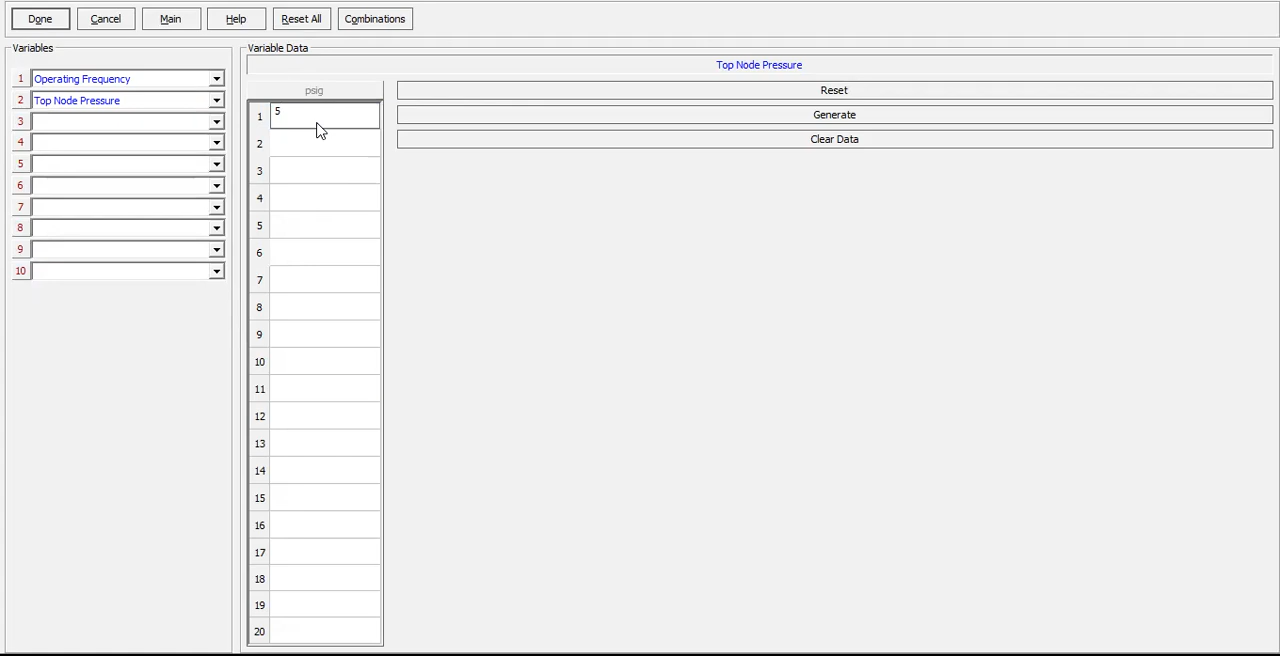 Done Cancel Main Help Reset All Combinations
Variables
1 Operating Frequency
2 Top Node Pressure
3
4
5
6
7
8
9
10
Variable Data
Top Node Pressure
psig
1 5
2
3
4
5
6
7
8
9
10
11
12
13
14
15
16
17
18
19
20
Reset
Generate
Clear Data